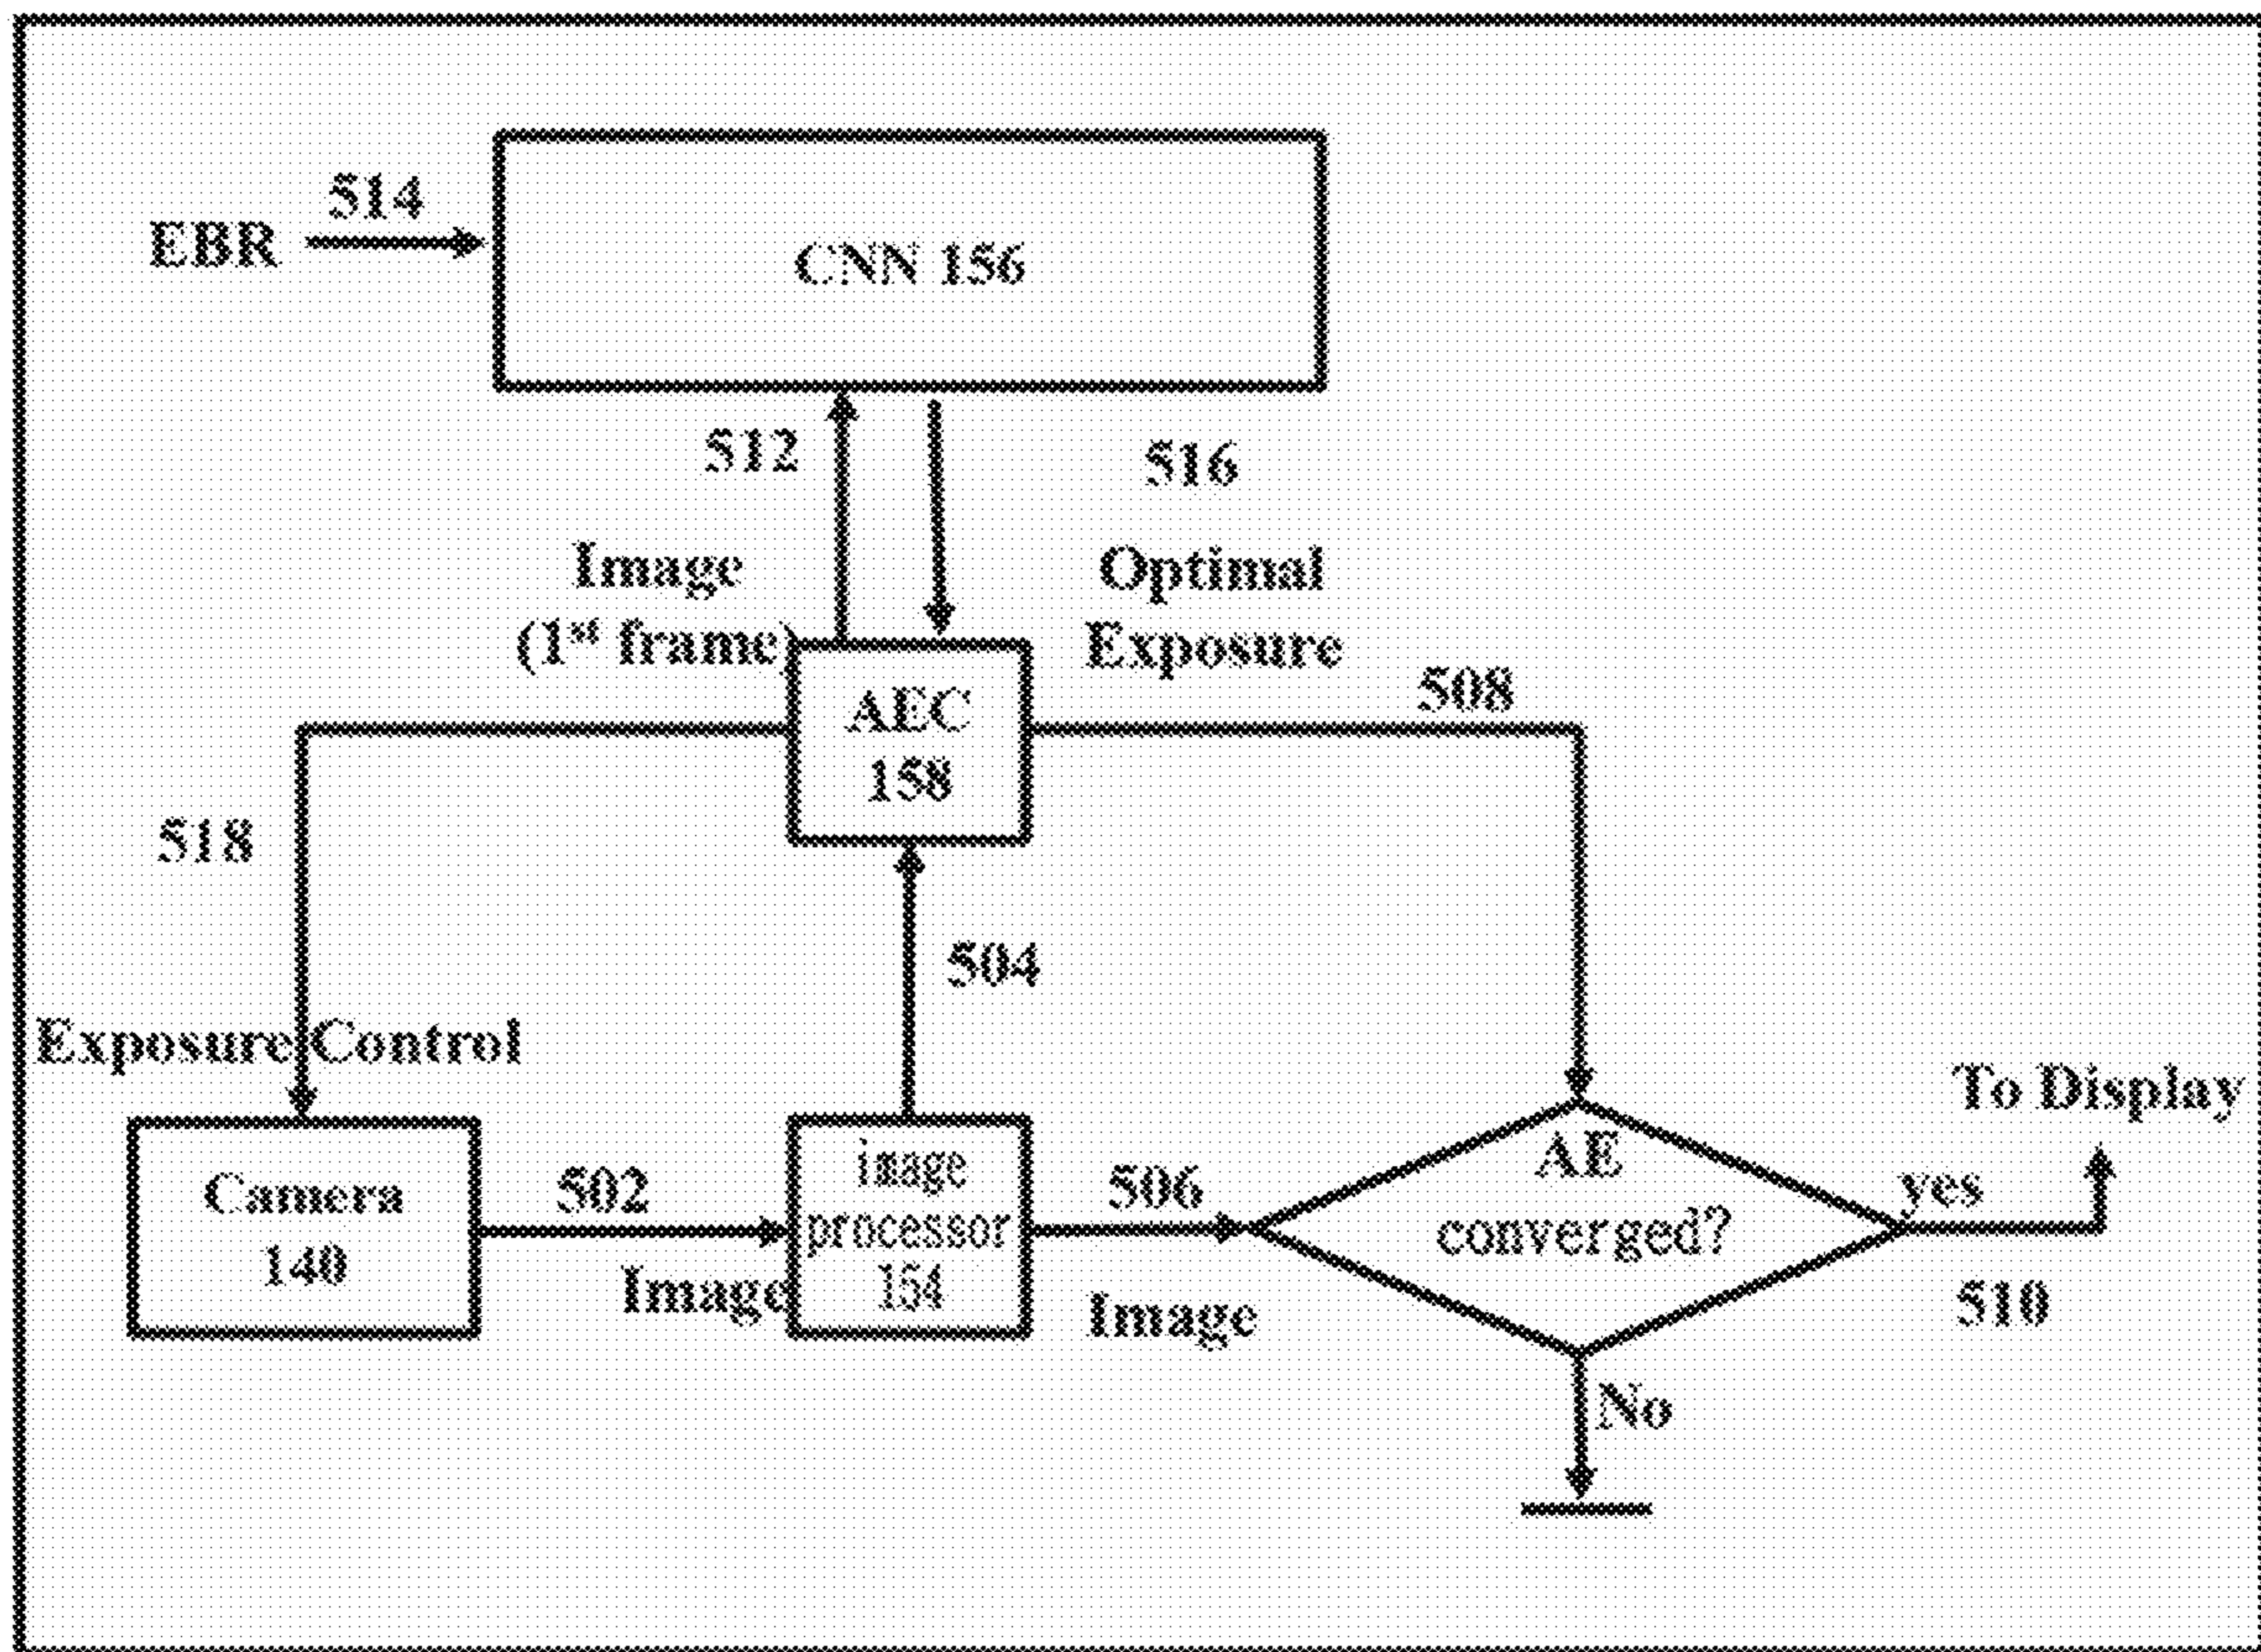 514
EBR
CNN 156
512
516
Image
(1st frame)
Optimal
Exposure
508
AEC
158
518
504
Exposure Control
To Display
Camera
140
502
Image
image
processor
154
506
Image
AE
converged?
yes
510
No